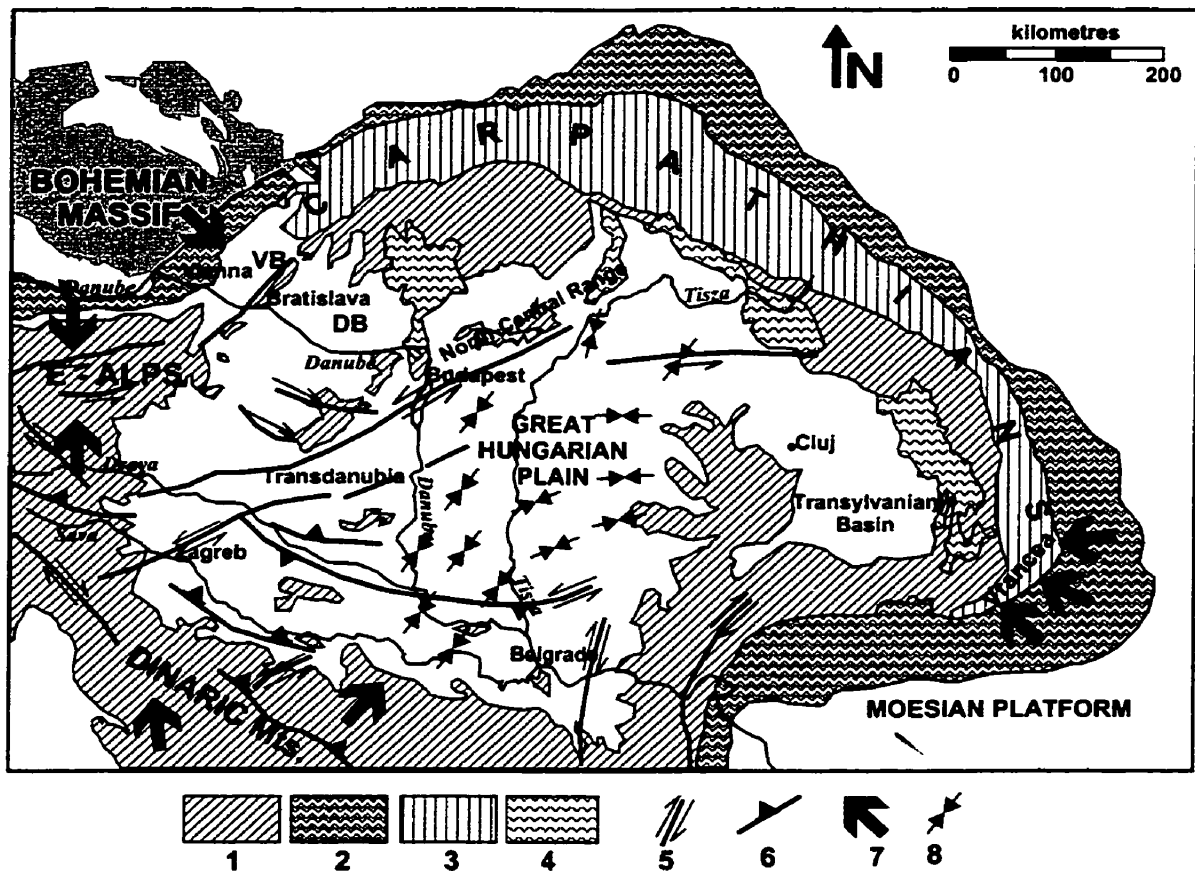 kilometres
0 100 200
N
CARPATHIANS
BOHEMIAN
MASSIF
Vienna
VB
Danube
Bratislava
DB
North Central Range
Tisza
Danube
Budapest
E - ALPS
GREAT
HUNGARIAN
PLAIN
Cluj
Drava
Transdanubia
Danube
Transylvanian
Basin
Sava
Zagreb
Vrancea
Tisza
Belgrade
DINARIC Mts.
MOESIAN PLATFORM
1 2 3 4 5 6 7 8